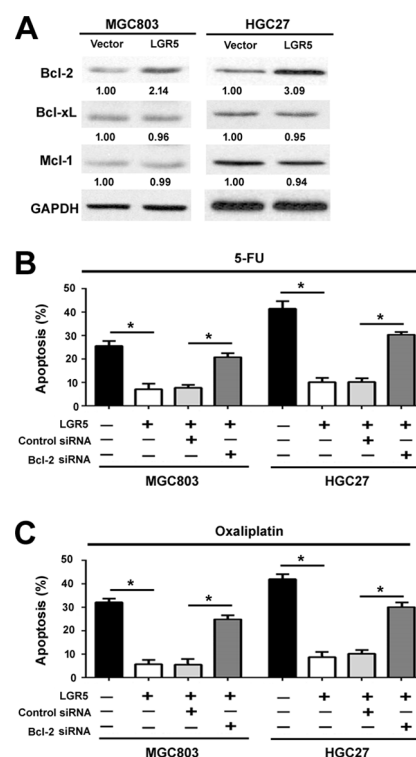 A
MGC803 HGC27
Vector LGR5 Vector LGR5
Bcl-2
1.00 2.14 1.00 3.09
Bcl-xL
1.00 0.96 1.00 0.95
Mcl-1
1.00 0.99 1.00 0.94
GAPDH
B
5-FU
Apoptosis (%)
50
40
30
20
10
0
* * * *
LGR5 — + + + — + + +
Control siRNA — — + — — — + —
Bcl-2 siRNA — — — + — — — +
MGC803 HGC27
C
Oxaliplatin
Apoptosis (%)
50
40
30
20
10
0
* * * *
LGR5 — + + + — + + +
Control siRNA — — + — — — + —
Bcl-2 siRNA — — — + — — — +
MGC803 HGC27